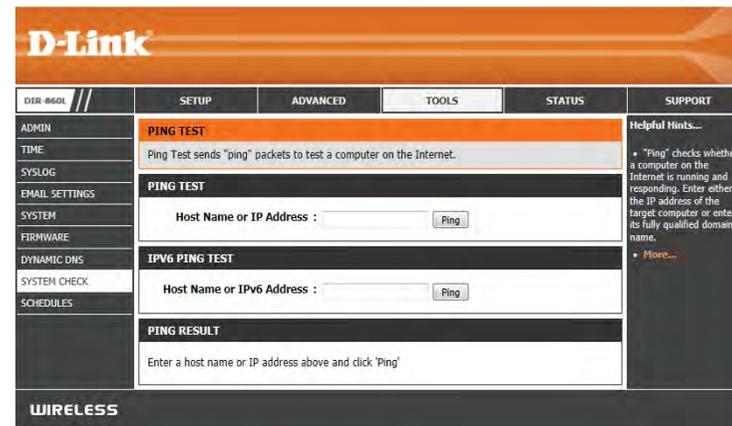 D-Link
DIR-860L
SETUP
ADVANCED
TOOLS
STATUS
SUPPORT
ADMIN
TIME
SYSLOG
EMAIL SETTINGS
SYSTEM
FIRMWARE
DYNAMIC DNS
SYSTEM CHECK
SCHEDULES
PING TEST
Ping Test sends "ping" packets to test a computer on the Internet.
PING TEST
Host Name or IP Address :
Ping
IPV6 PING TEST
Host Name or IPv6 Address :
Ping
PING RESULT
Enter a host name or IP address above and click 'Ping'
Helpful Hints...
• "Ping" checks whethe
a computer on the
Internet is running and
responding. Enter either
the IP address of the
target computer or ente
its fully qualified domain
name.
• More...
WIRELESS